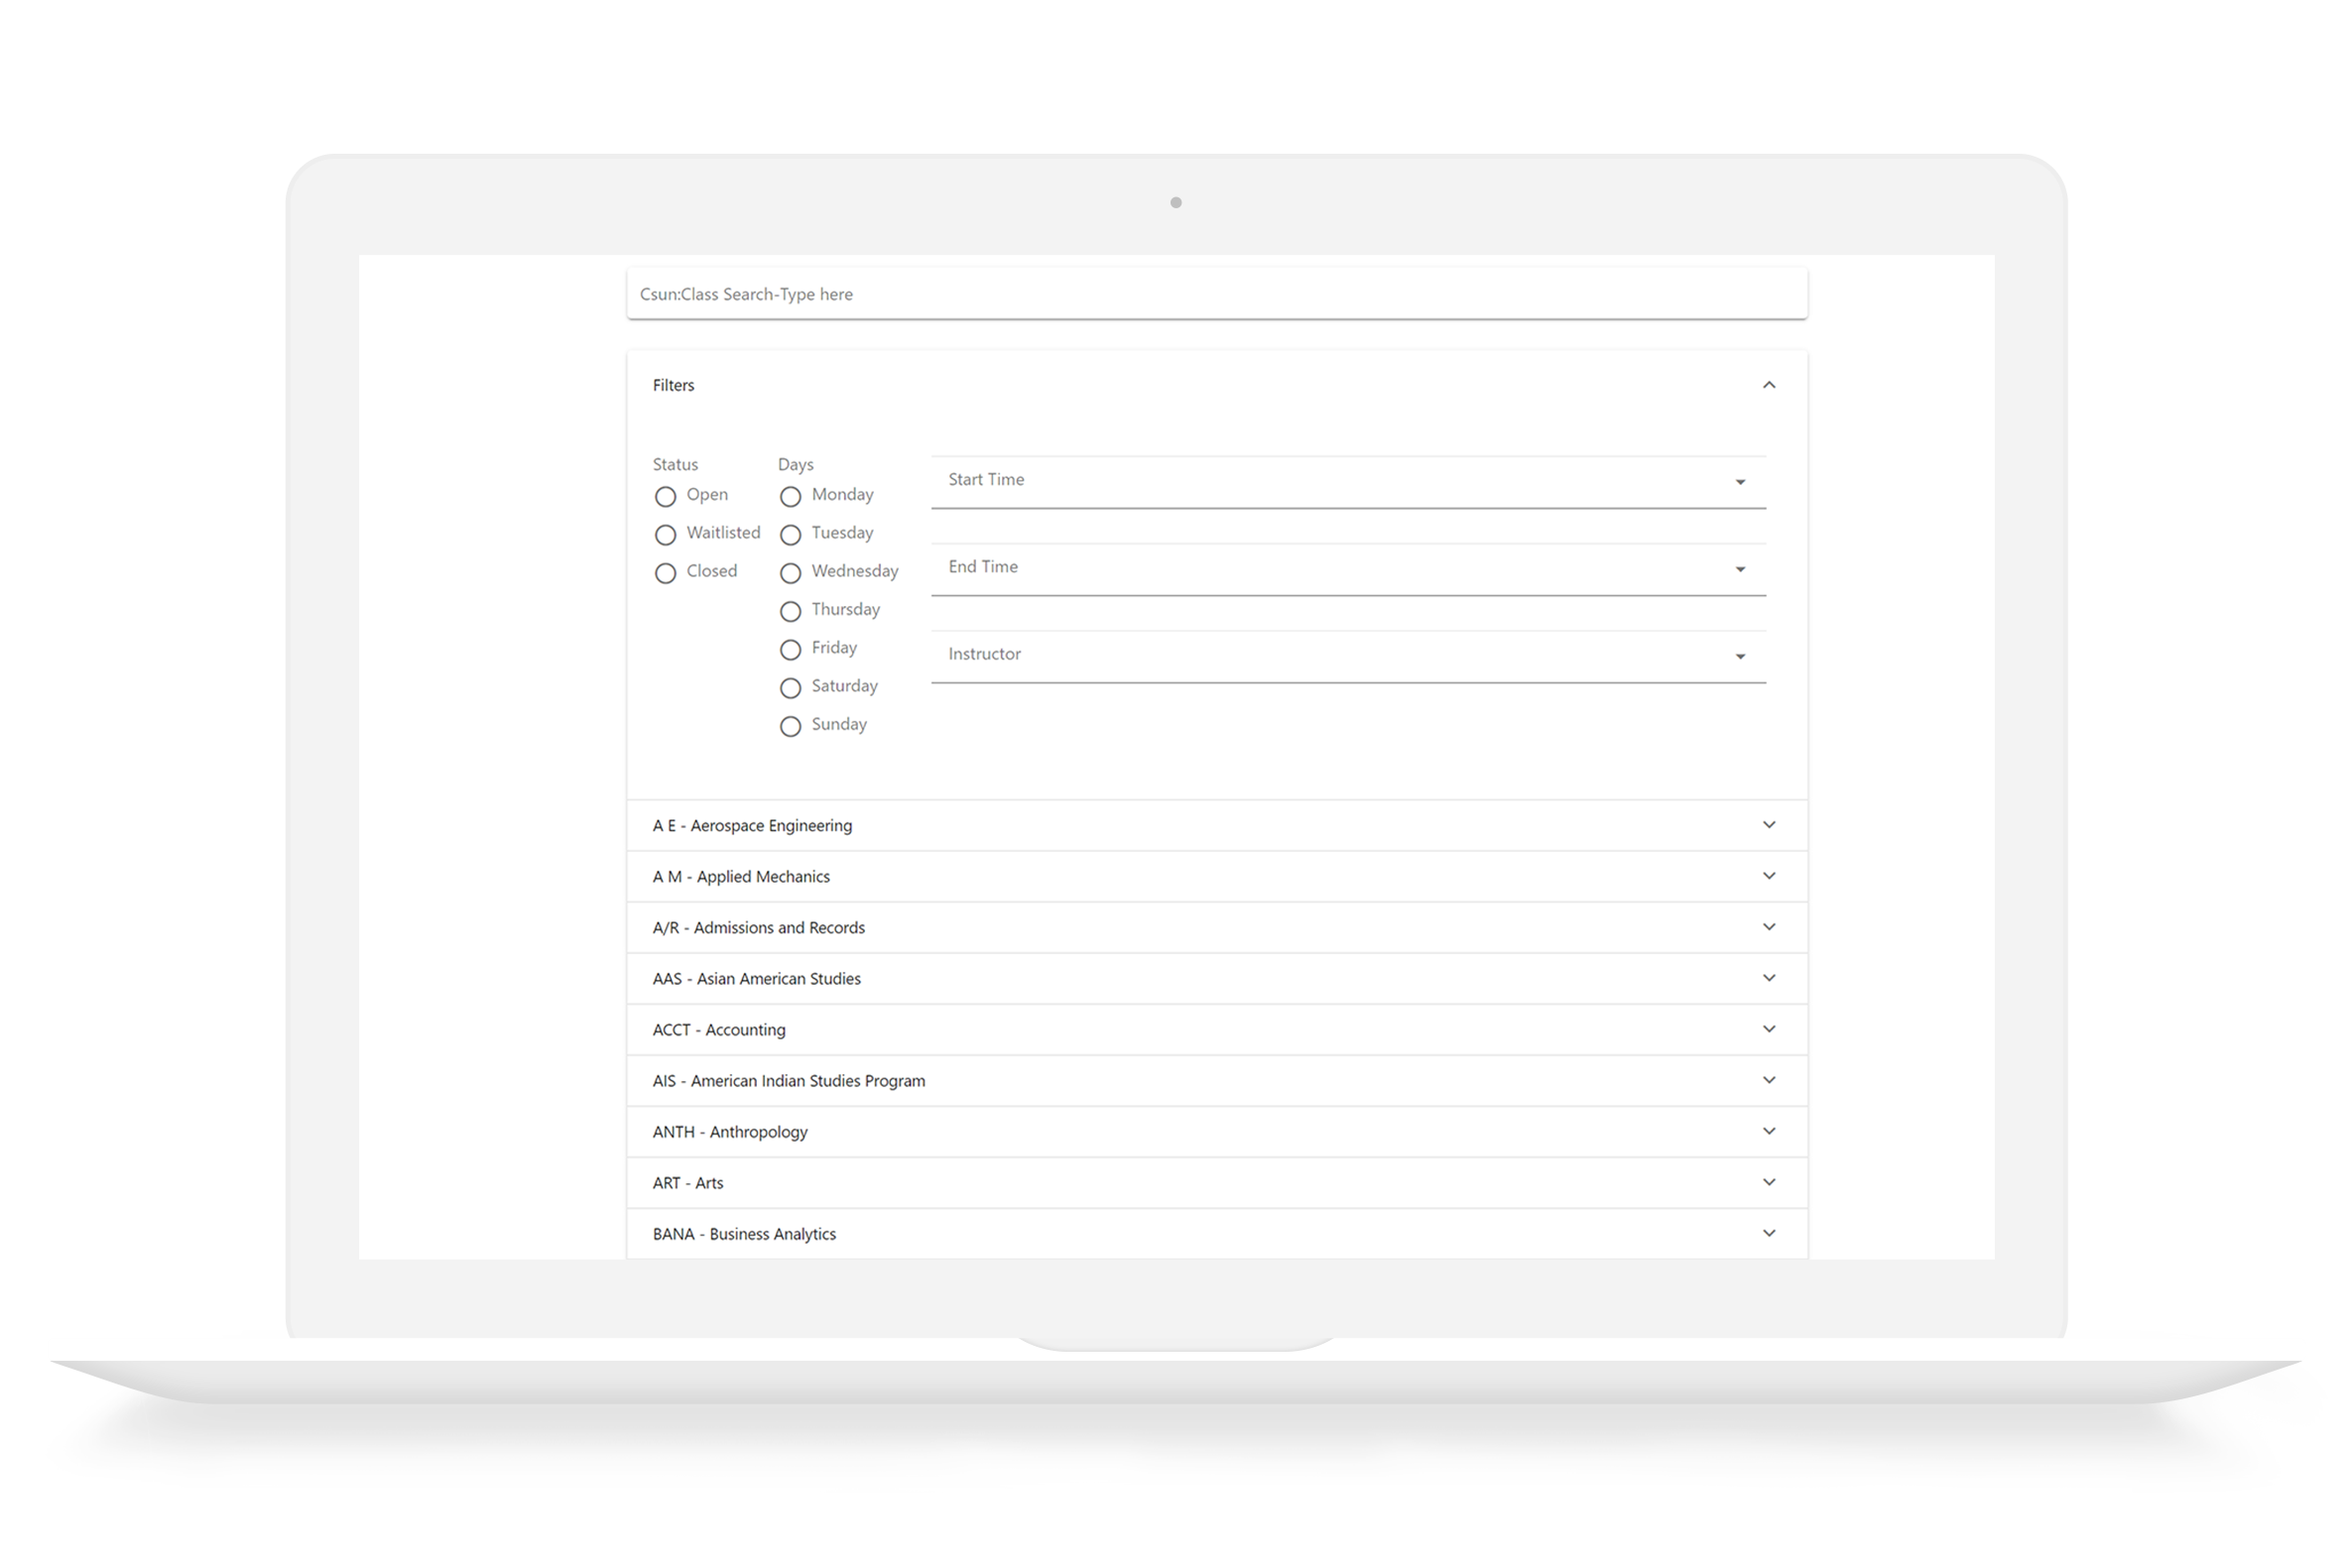 Csun:Class Search-Type here
Filters
Status
Open
Waitlisted
Closed
Days
Monday
Tuesday
Wednesday
Thursday
Friday
Saturday
Sunday
Start Time
End Time
Instructor
A E - Aerospace Engineering
A M - Applied Mechanics
A/R - Admissions and Records
AAS - Asian American Studies
ACCT - Accounting
AIS - American Indian Studies Program
ANTH - Anthropology
ART - Arts
BANA - Business Analytics